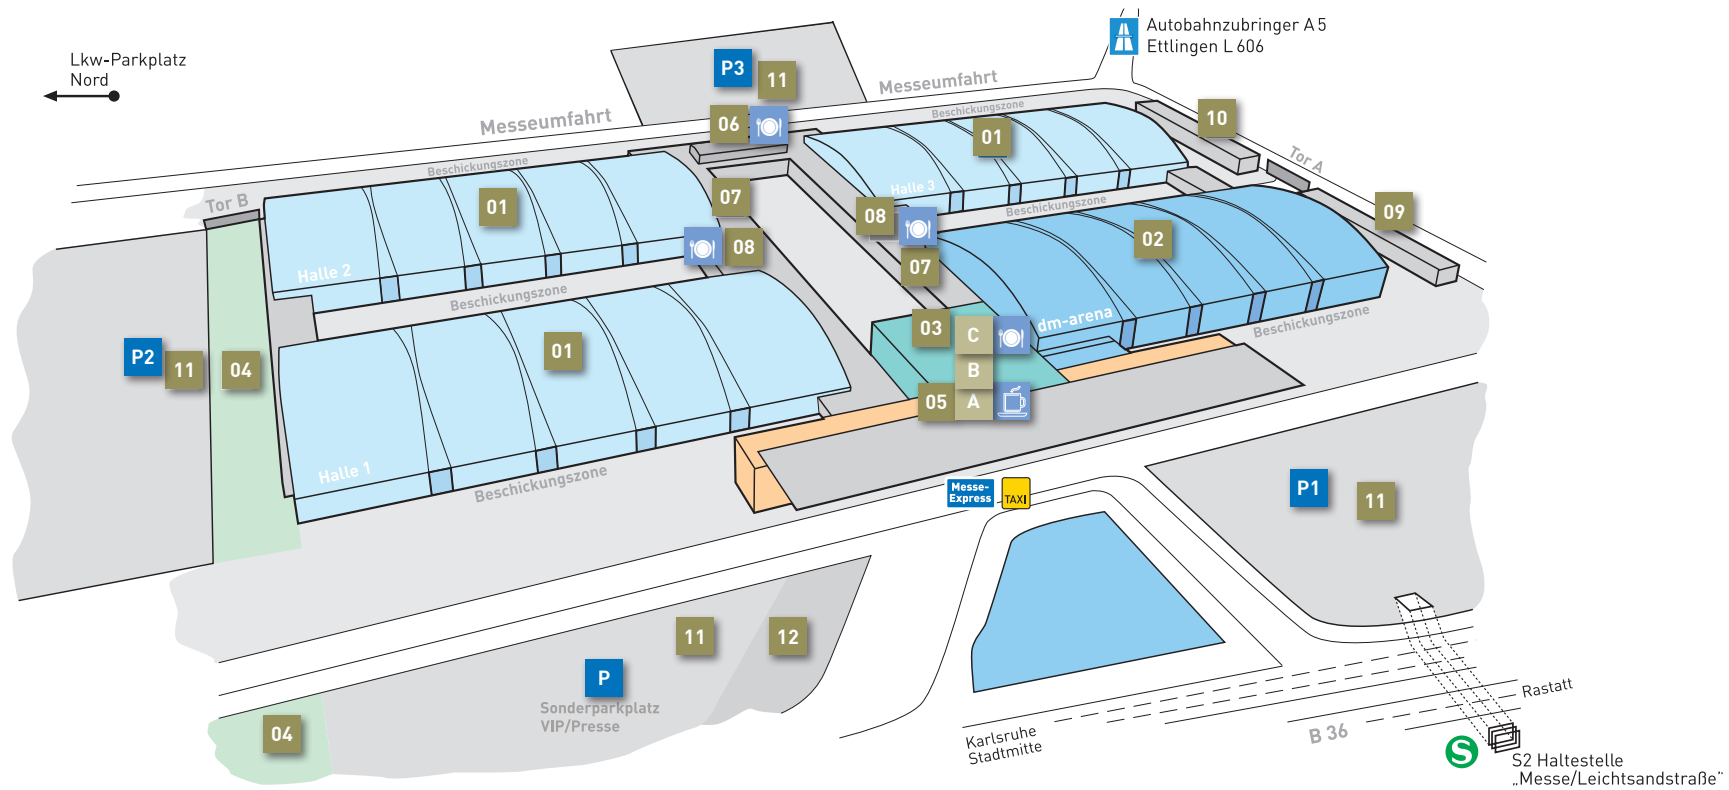 Autobahnzubringer A 5
Ettlingen L 606
Lkw-Parkplatz
Nord
P3
11
Messeumfahrt
Messeumfahrt
Beschickungszone
06
10
01
Tor A
Beschickungszone
Tor B
01
07
Halle 3
08
Beschickungszone
09
02
08
07
Halle 2
Beschickungszone
03
C
dm-arena
Beschickungszone
P2
11
04
01
B
05
A
Halle 1
Beschickungszone
Messe-
Express
TAXI
P1
11
11
12
P
Sonderparkplatz
VIP/Presse
04
Karlsruhe
Stadtmitte
B 36
Rastatt
S
S2 Haltestelle
„Messe/Leichtsandstraße"